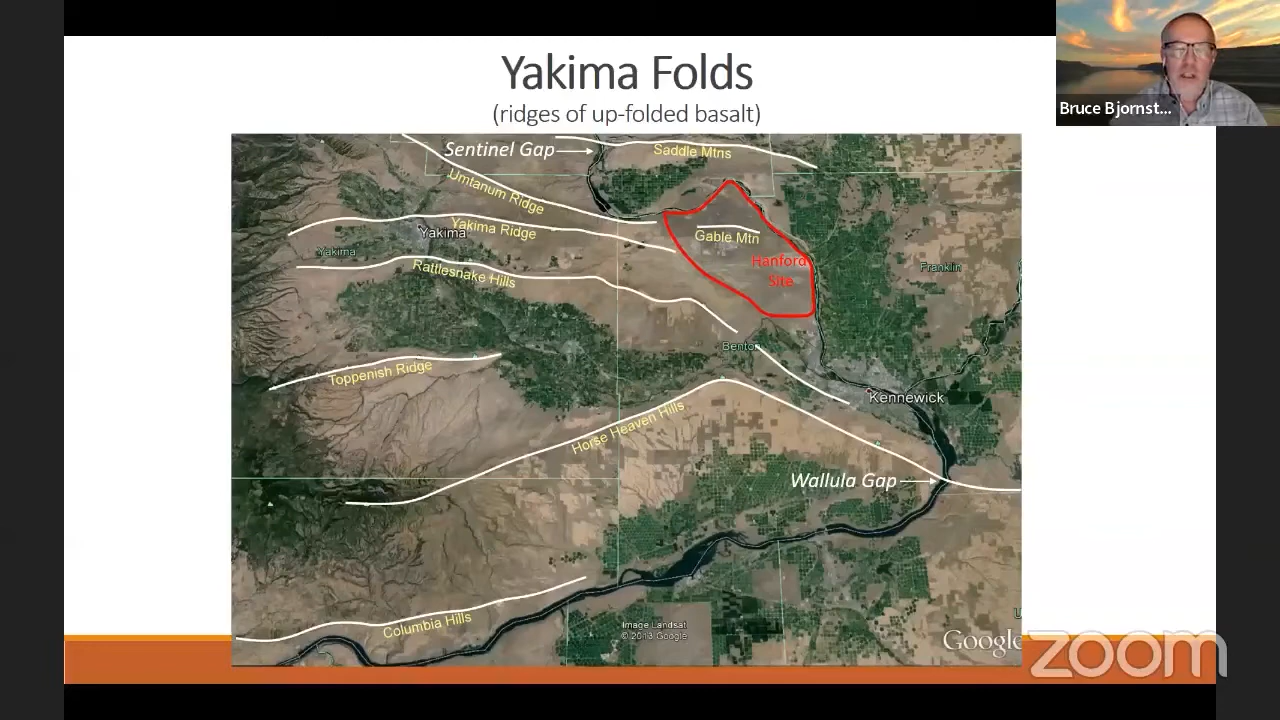 Yakima Folds
(ridges of up-folded basalt)
Bruce Bjornst...
Sentinel Gap
Saddle Mtns
Umtanum Ridge
Yakima Ridge
Yakima
Yakima
Gable Mtn
Hanford
Site
Rattlesnake Hills
Franklin
Benton
Toppenish Ridge
Kennewick
Horse Heaven Hills
Wallula Gap
Columbia Hills
Image Landsat
© 2013 Google
Google
zoom